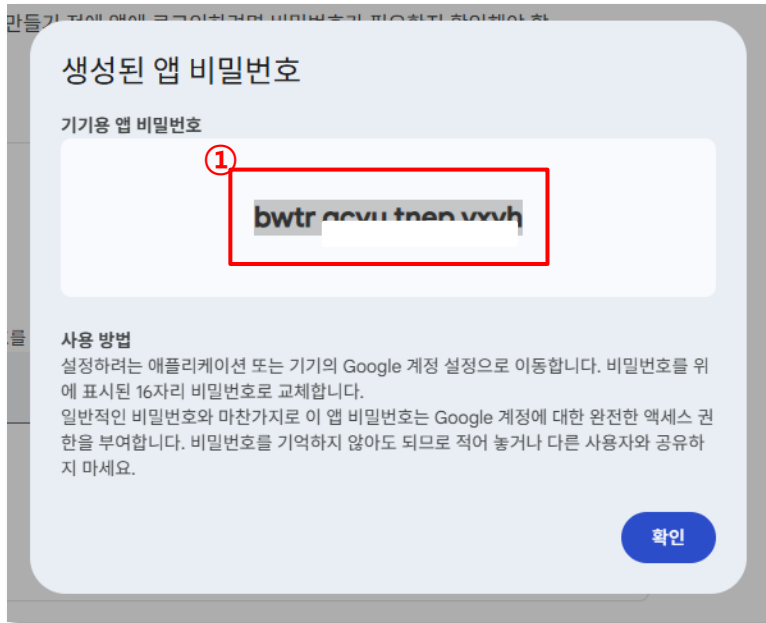 생성된 앱 비밀번호
기기용 앱 비밀번호
①
bwtr
를
사용 방법
설정하려는 애플리케이션 또는 기기의 Google 계정 설정으로 이동합니다. 비밀번호를 위
에 표시된 16자리 비밀번호로 교체합니다.
일반적인 비밀번호와 마찬가지로 이 앱 비밀번호는 Google 계정에 대한 완전한 액세스 권
한을 부여합니다. 비밀번호를 기억하지 않아도 되므로 적어 놓거나 다른 사용자와 공유하
지 마세요.
확인